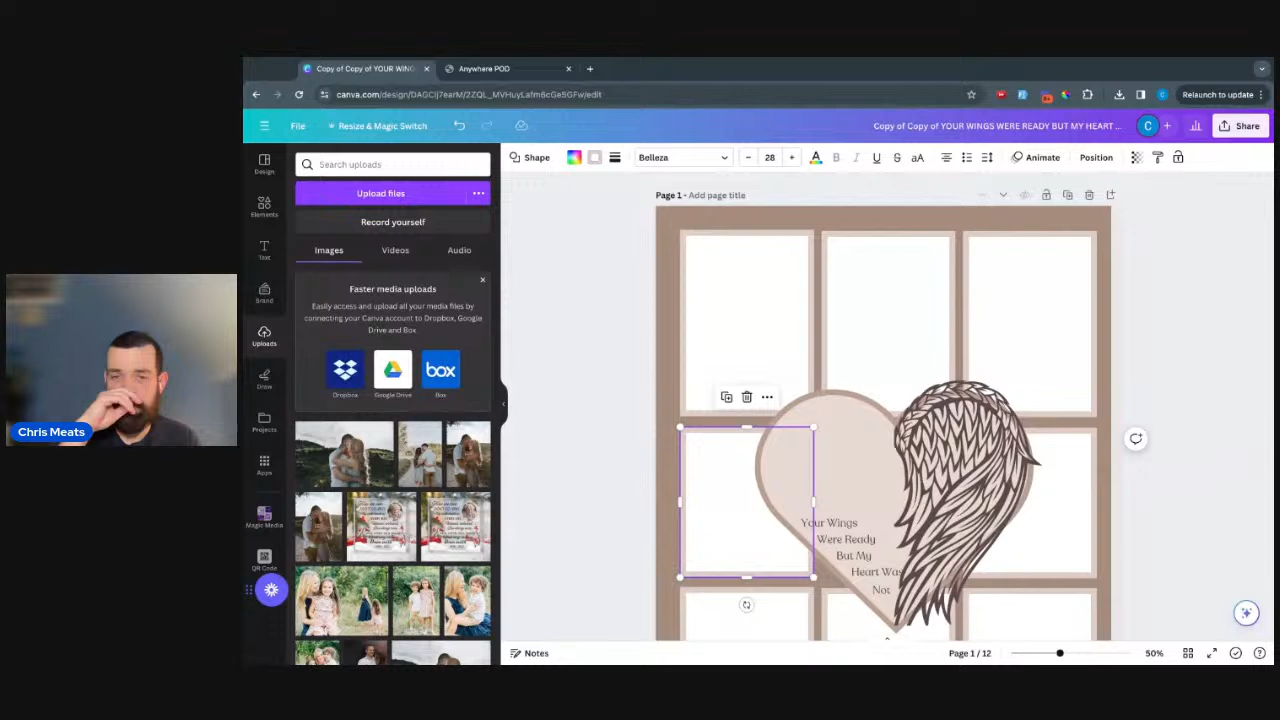 Copy of Copy of YOUR WING
Anywhere POD
canva.com/design/DAGCIj7earM/2ZQL_MVHuyLafm6cGe5GFw/edit
Relaunch to update
File
Resize & Magic Switch
Copy of Copy of YOUR WINGS WERE READY BUT MY HEART ...
C
Share
Design
Elements
Text
Brand
Uploads
Draw
Projects
Apps
Magic Media
QR Code
Search uploads
Upload files
Record yourself
Images
Videos
Audio
Faster media uploads
Easily access and upload all your media files by
connecting your Canva account to Dropbox, Google
Drive and Box
box
Dropbox
Google Drive
Box
Shape
Belleza
28
A
B
I
U
S
aA
Animate
Position
Page 1 - Add page title
Your Wings
Were Ready
But My
Heart Was
Not
Chris Meats
Notes
Page 1 / 12
50%